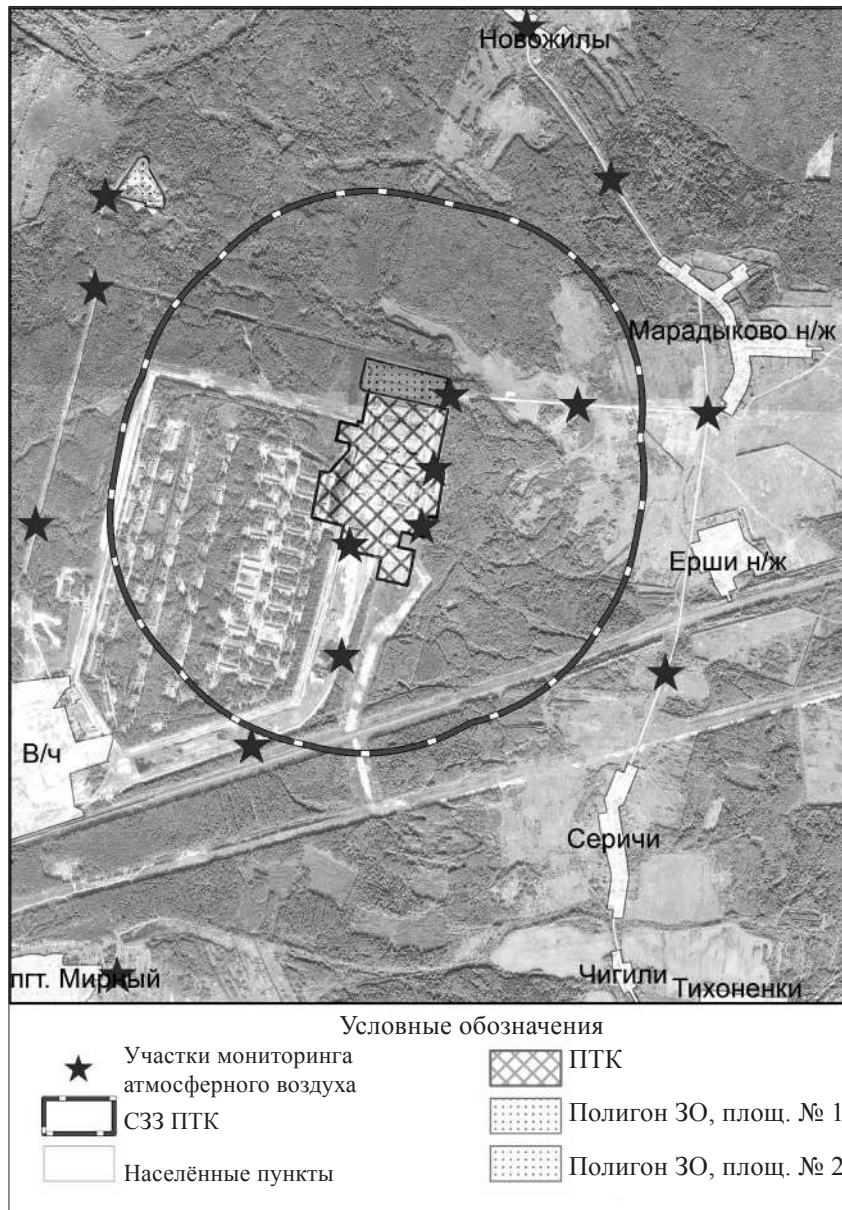 Новожилы
Марадыково н/ж
Ерши н/ж
В/ч
Серичи
Чигили
Тихоненки
пгт. Мирный
Условные обозначения
Участки мониторинга
атмосферного воздуха
СЗЗ ПТК
Населённые пункты
ПТК
Полигон ЗО, площ. № 1
Полигон ЗО, площ. № 2